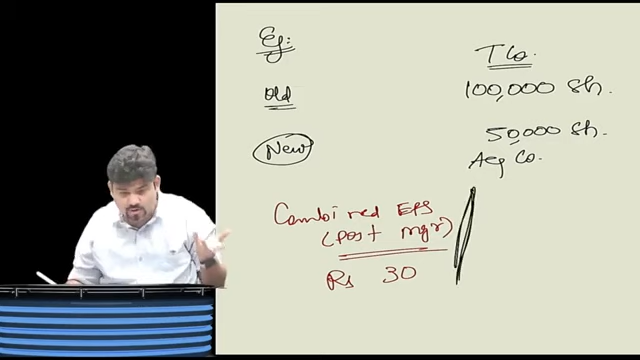 Eg:
T Co.
Old
100,000 Sh.
New
50,000 Sh.
Acq Co.
Combined EPS
(post mgr)
Rs 30